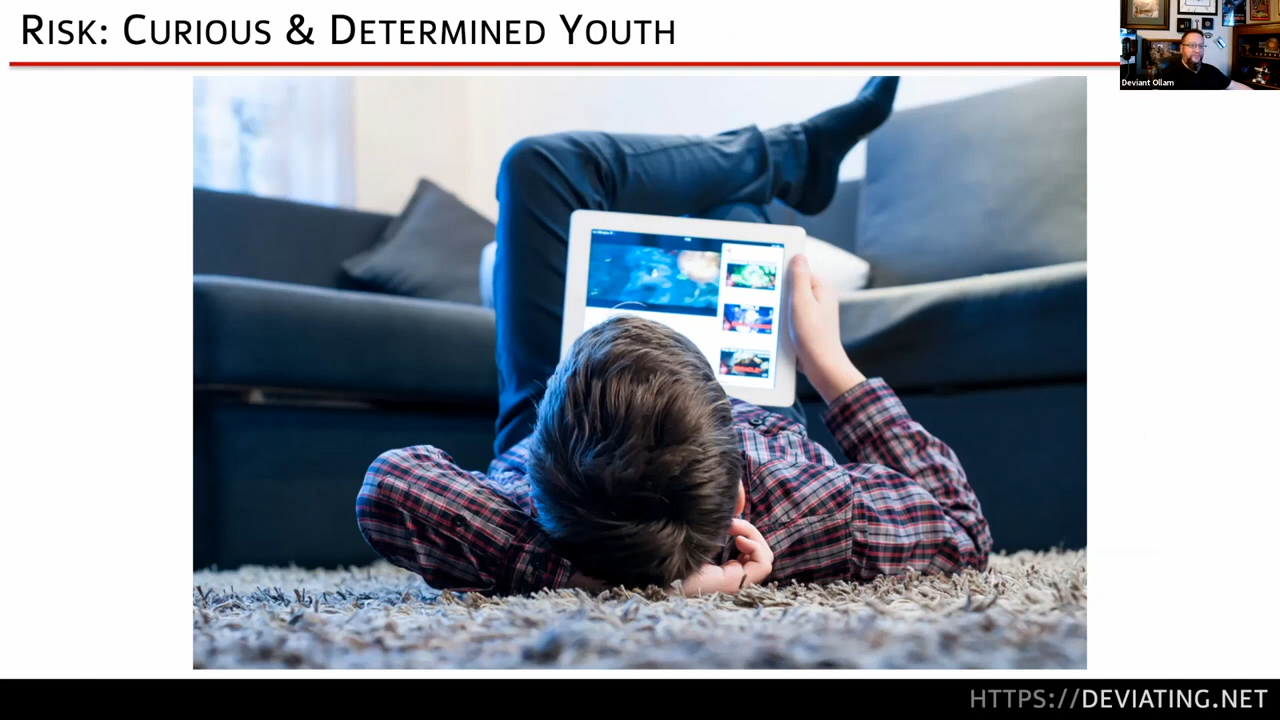 Risk: Curious & Determined Youth
Deviant Ollam
https://deviating.net